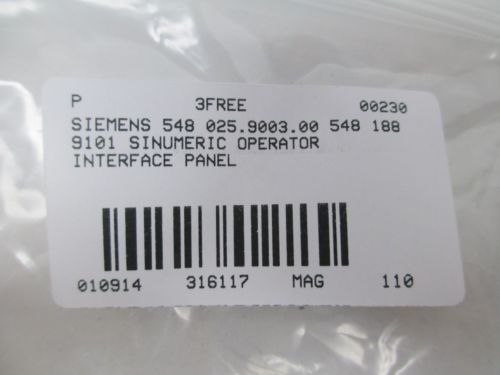 P 3FREE 00230
SIEMENS 548 025.9003.00 548 188
9101 SINUMERIC OPERATOR
INTERFACE PANEL
010914 316117 MAG 110